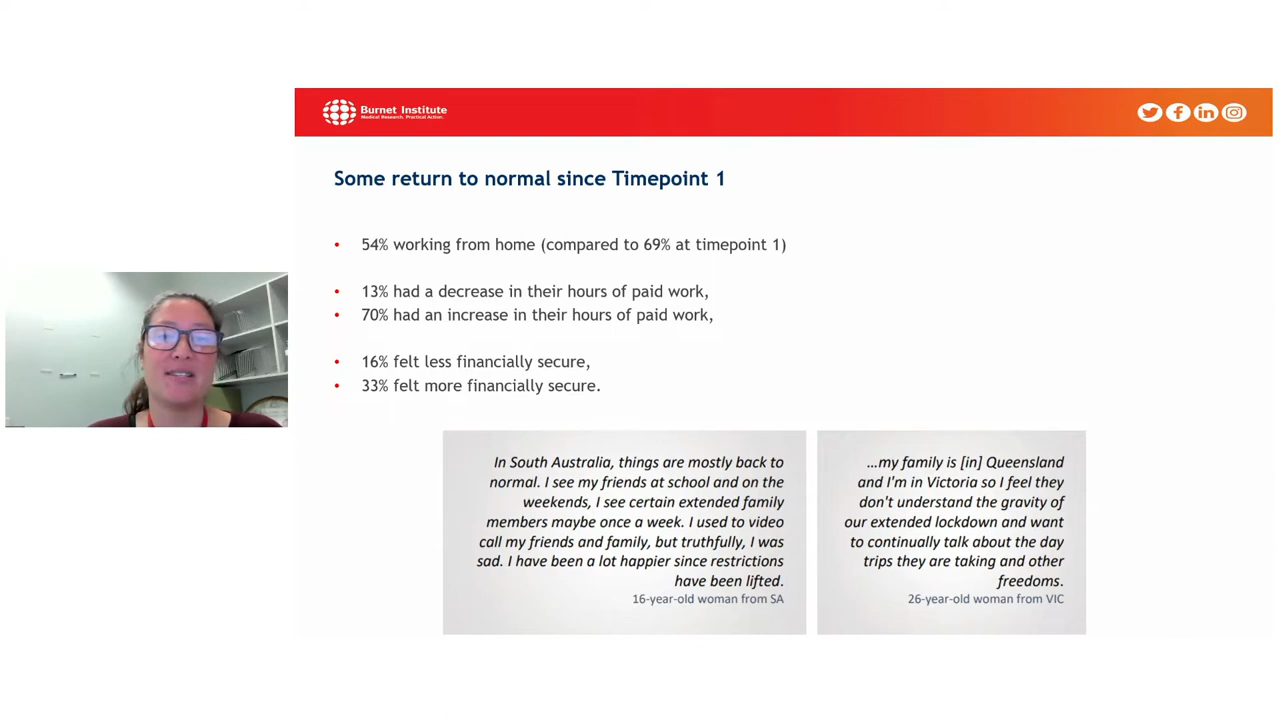 Burnet Institute
Medical Research. Practical Action.
Some return to normal since Timepoint 1
• 54% working from home (compared to 69% at timepoint 1)
• 13% had a decrease in their hours of paid work,
• 70% had an increase in their hours of paid work,
• 16% felt less financially secure,
• 33% felt more financially secure.
In South Australia, things are mostly back to
normal. I see my friends at school and on the
weekends, I see certain extended family
members maybe once a week. I used to video
call my friends and family, but truthfully, I was
sad. I have been a lot happier since restrictions
have been lifted.
16-year-old woman from SA
...my family is [in] Queensland
and I'm in Victoria so I feel they
don't understand the gravity of
our extended lockdown and want
to continually talk about the day
trips they are taking and other
freedoms.
26-year-old woman from VIC